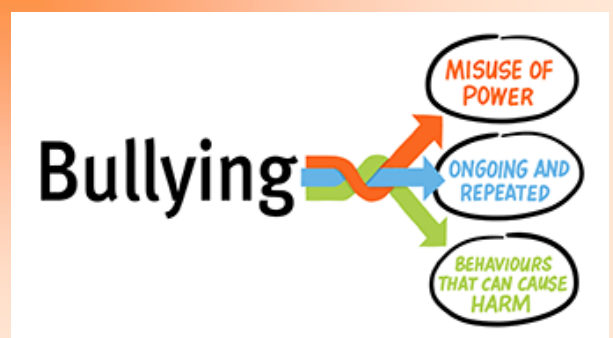 Bullying
MISUSE OF
POWER
ONGOING AND
REPEATED
BEHAVIOURS
THAT CAN CAUSE
HARM